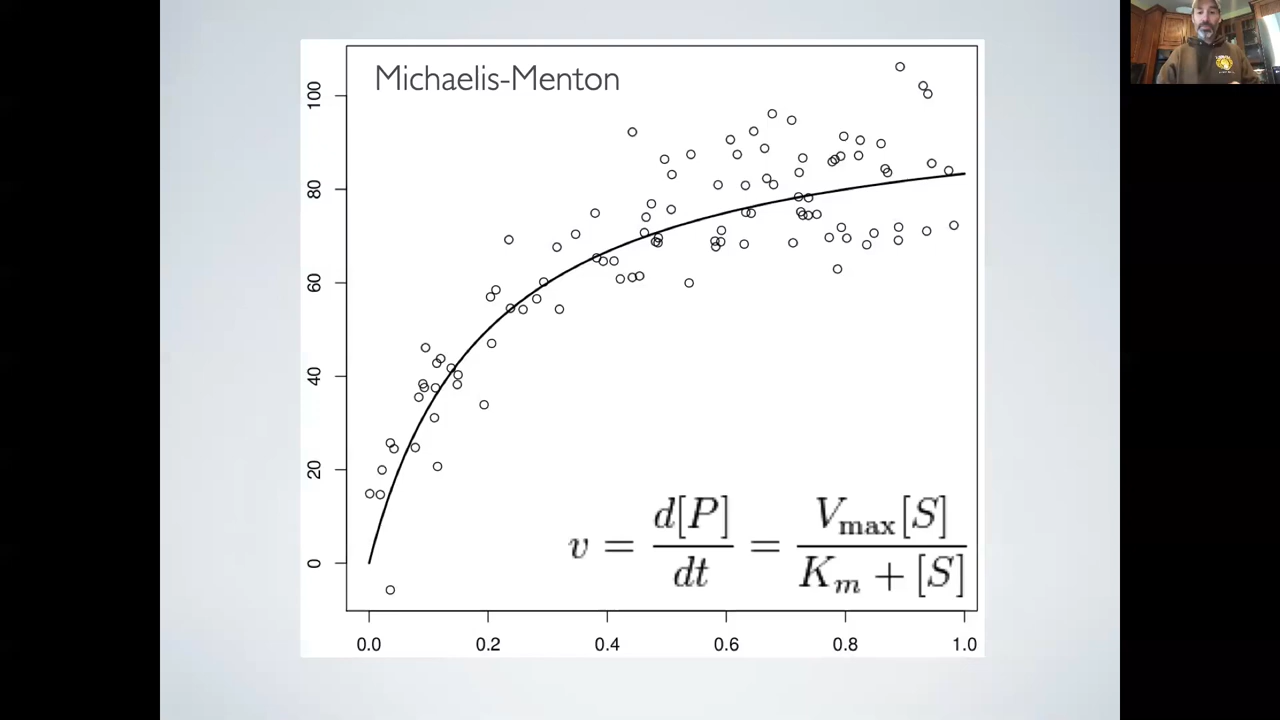 Michaelis-Menton
100
80
60
40
20
0
v = d[P]/dt = Vmax[S]/Km + [S]
0.0 0.2 0.4 0.6 0.8 1.0